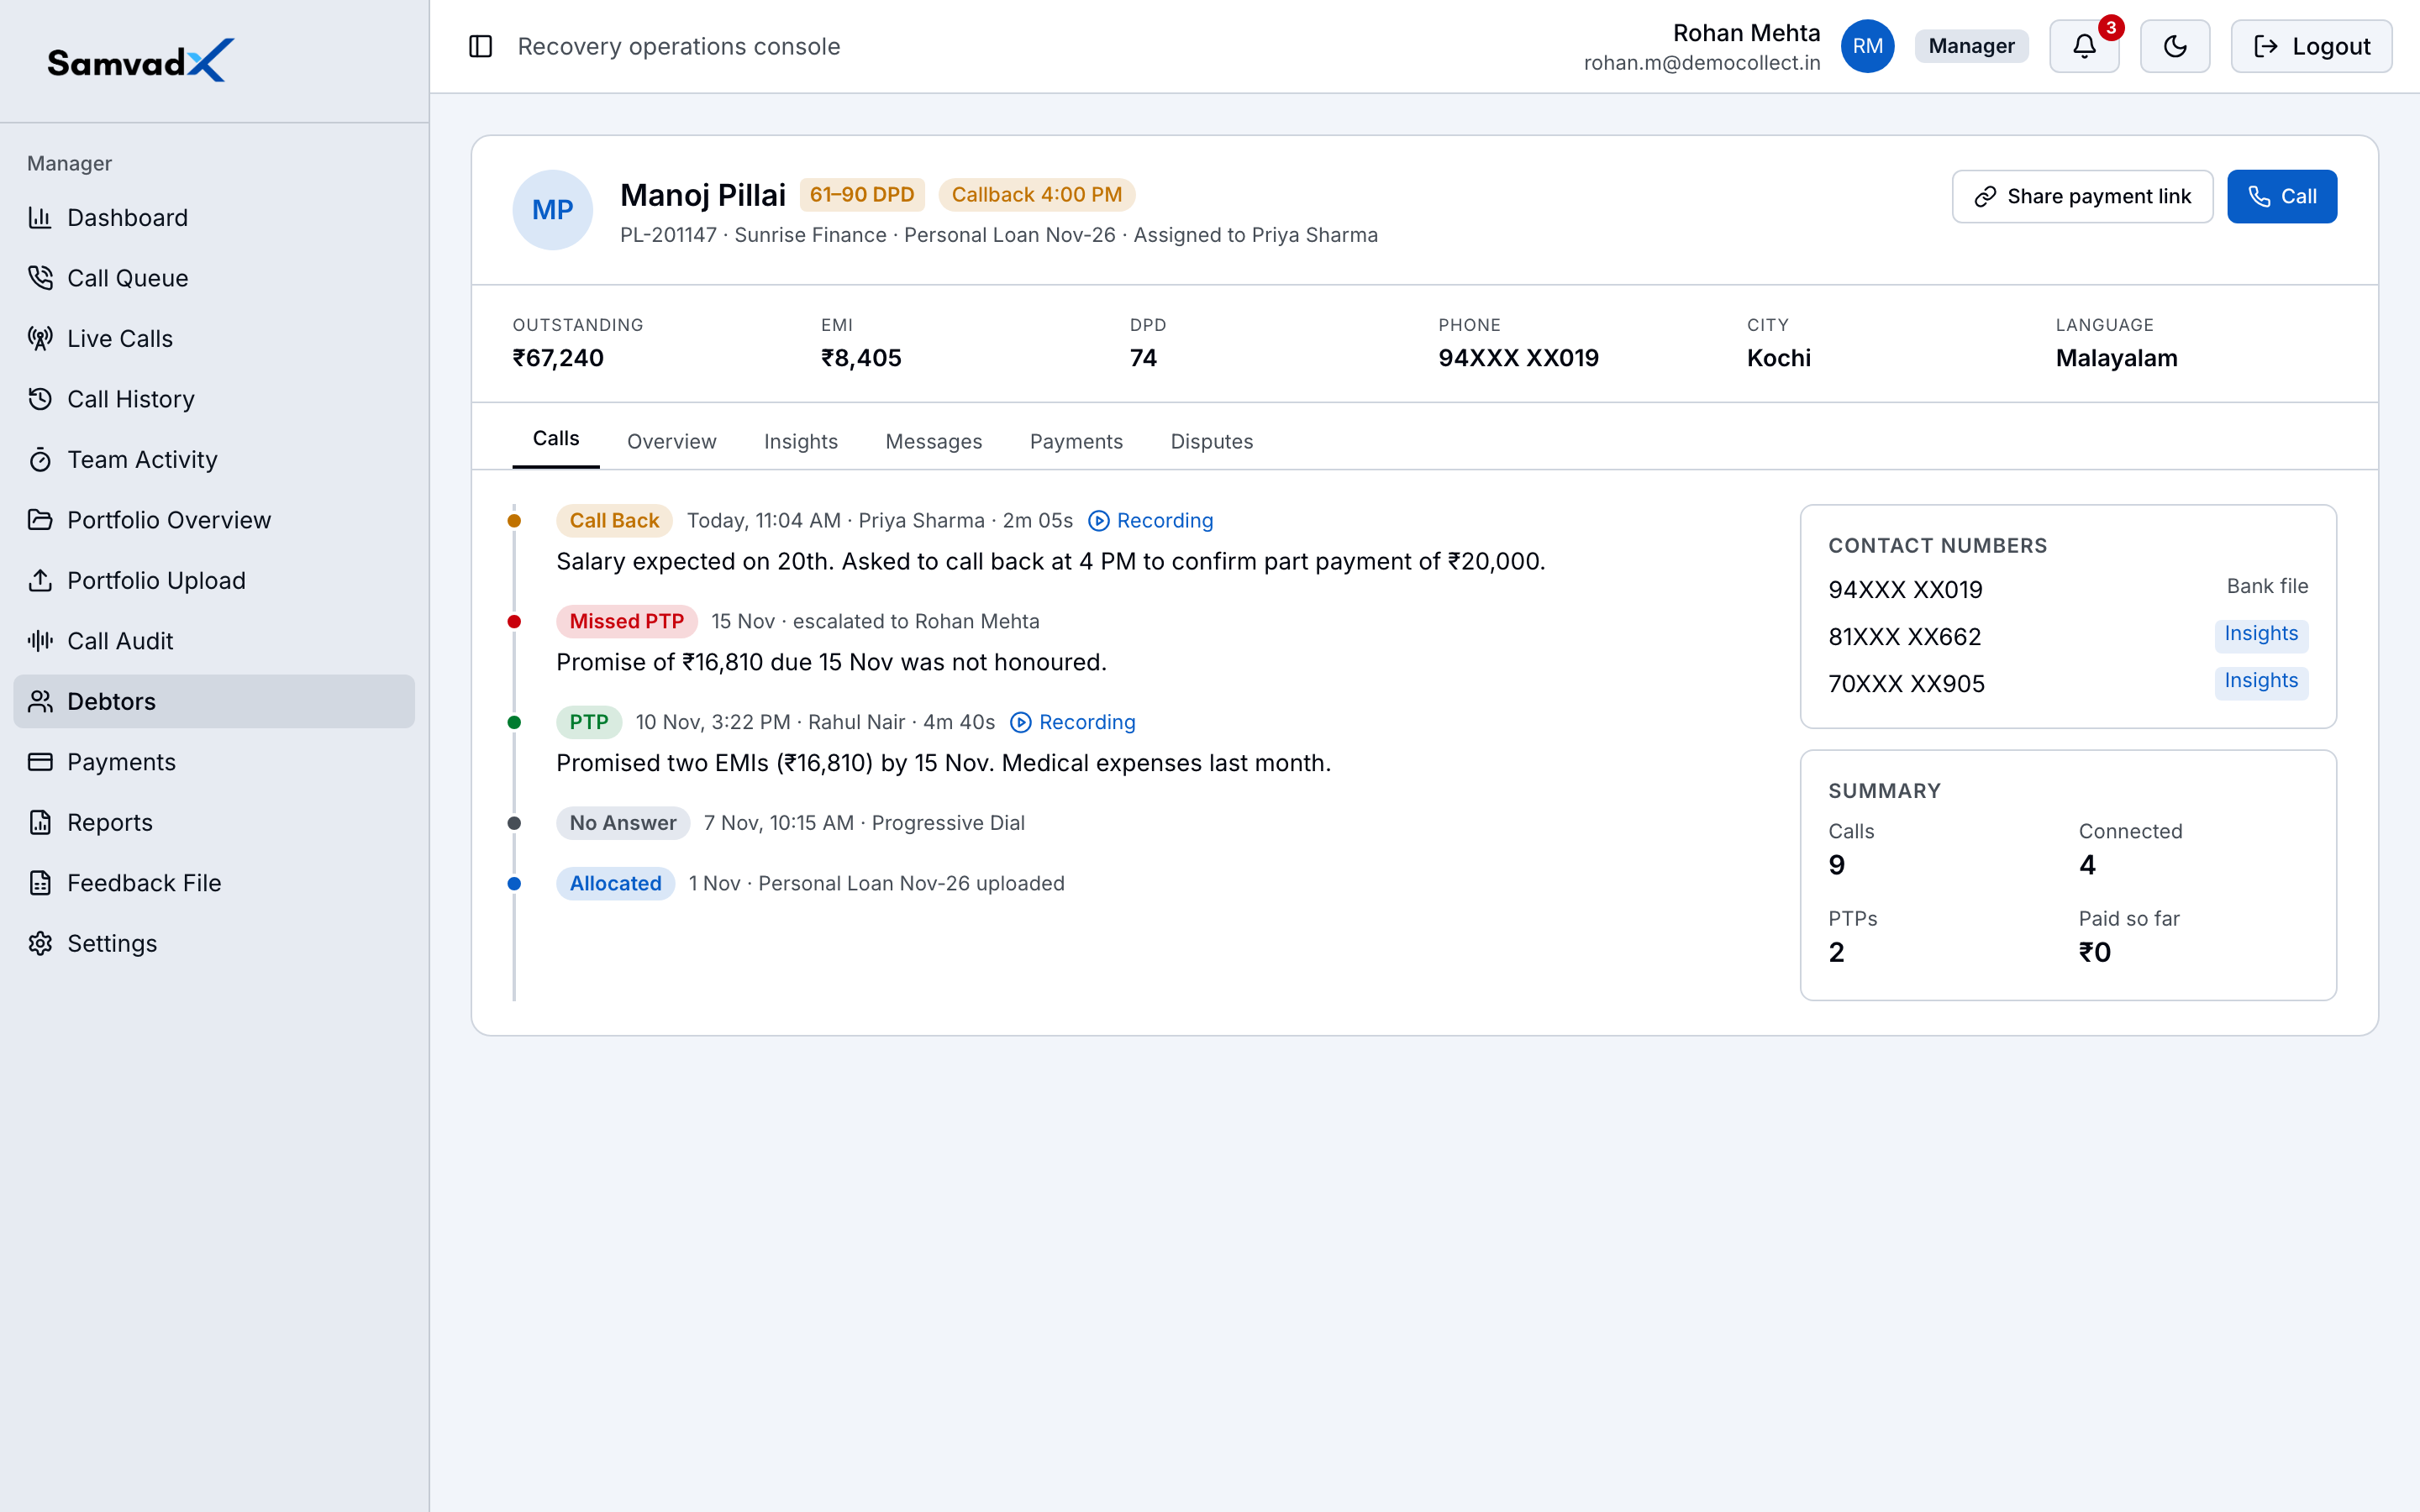 SamvadX
Manager
Dashboard
Call Queue
Live Calls
Call History
Team Activity
Portfolio Overview
Portfolio Upload
Call Audit
Debtors
Payments
Reports
Feedback File
Settings
Recovery operations console
Rohan Mehta
rohan.m@democollect.in
RM
Manager
3
Logout
MP
Manoj Pillai 61–90 DPD Callback 4:00 PM
PL-201147 · Sunrise Finance · Personal Loan Nov-26 · Assigned to Priya Sharma
Share payment link
Call
OUTSTANDING
₹67,240
EMI
₹8,405
DPD
74
PHONE
94XXX XX019
CITY
Kochi
LANGUAGE
Malayalam
Calls Overview Insights Messages Payments Disputes
Call Back Today, 11:04 AM · Priya Sharma · 2m 05s Recording
Salary expected on 20th. Asked to call back at 4 PM to confirm part payment of ₹20,000.
Missed PTP 15 Nov · escalated to Rohan Mehta
Promise of ₹16,810 due 15 Nov was not honoured.
PTP 10 Nov, 3:22 PM · Rahul Nair · 4m 40s Recording
Promised two EMIs (₹16,810) by 15 Nov. Medical expenses last month.
No Answer 7 Nov, 10:15 AM · Progressive Dial
Allocated 1 Nov · Personal Loan Nov-26 uploaded
CONTACT NUMBERS
94XXX XX019 Bank file
81XXX XX662 Insights
70XXX XX905 Insights
SUMMARY
Calls
9
Connected
4
PTPs
2
Paid so far
₹0